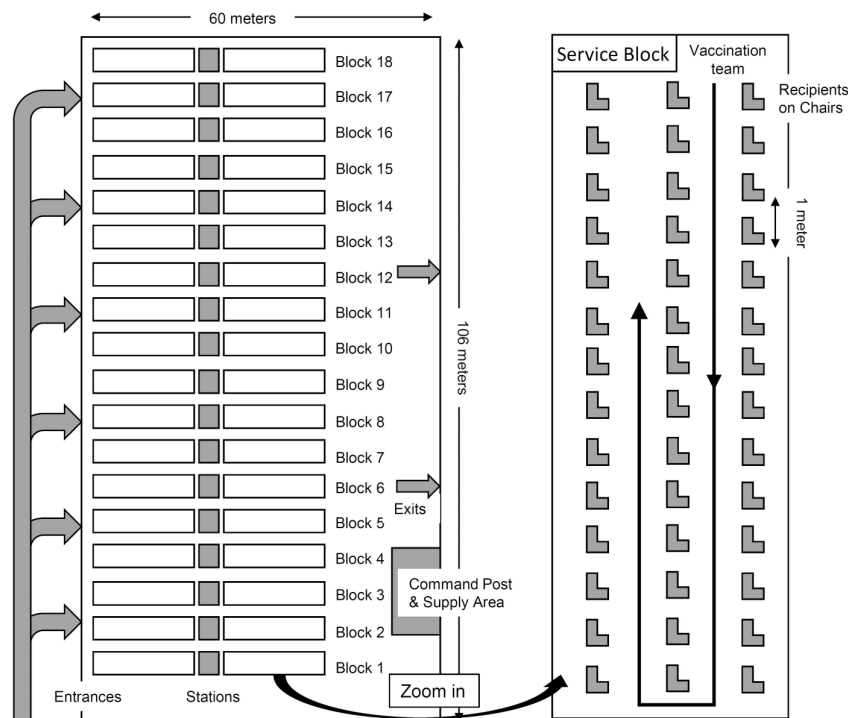 60 meters
Block 18
Block 17
Block 16
Block 15
Block 14
Block 13
Block 12
Block 11
Block 10
Block 9
Block 8
Block 7
Block 6
Exits
Block 5
Block 4
Command Post
& Supply Area
Block 3
Block 2
Block 1
106 meters
Entrances
Stations
Zoom in
Service Block
Vaccination
team
Recipients
on Chairs
1 meter